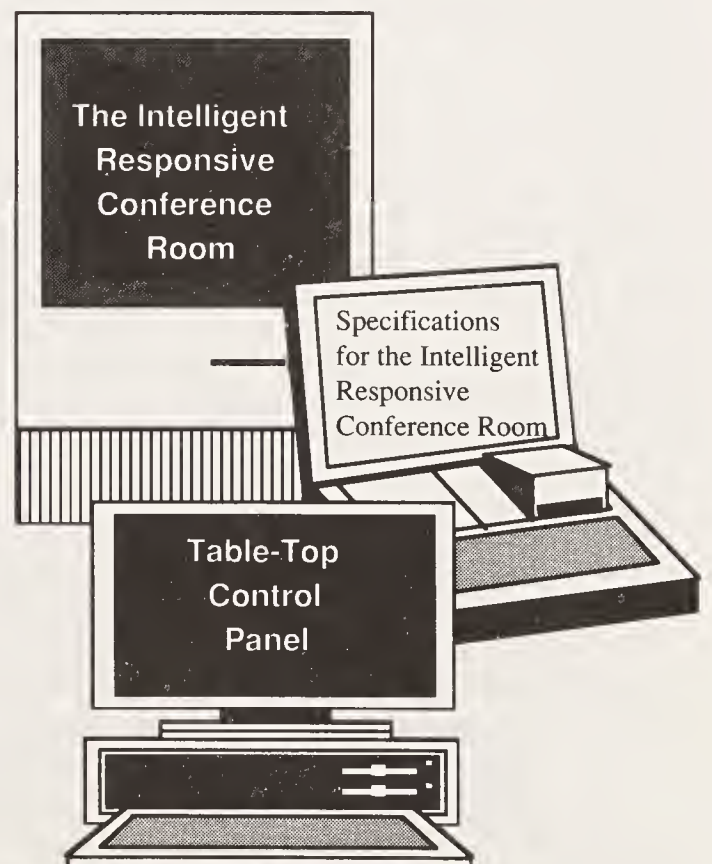 The Intelligent
Responsive
Conference
Room
Specifications
for the Intelligent
Responsive
Conference Room
Table-Top
Control
Panel